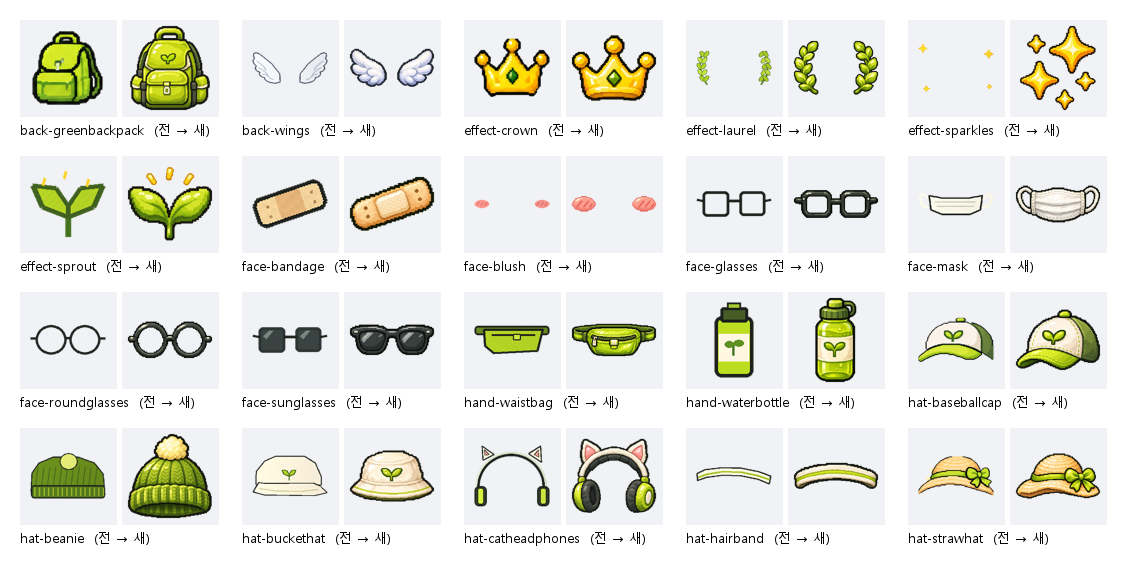 back-greenbackpack (전 → 새)
back-wings (전 → 새)
effect-crown (전 → 새)
effect-laurel (전 → 새)
effect-sparkles (전 → 새)
effect-sprout (전 → 새)
face-bandage (전 → 새)
face-blush (전 → 새)
face-glasses (전 → 새)
face-mask (전 → 새)
face-roundglasses (전 → 새)
face-sunglasses (전 → 새)
hand-waistbag (전 → 새)
hand-waterbottle (전 → 새)
hat-baseballcap (전 → 새)
hat-beanie (전 → 새)
hat-buckethat (전 → 새)
hat-catheadphones (전 → 새)
hat-hairband (전 → 새)
hat-strawhat (전 → 새)